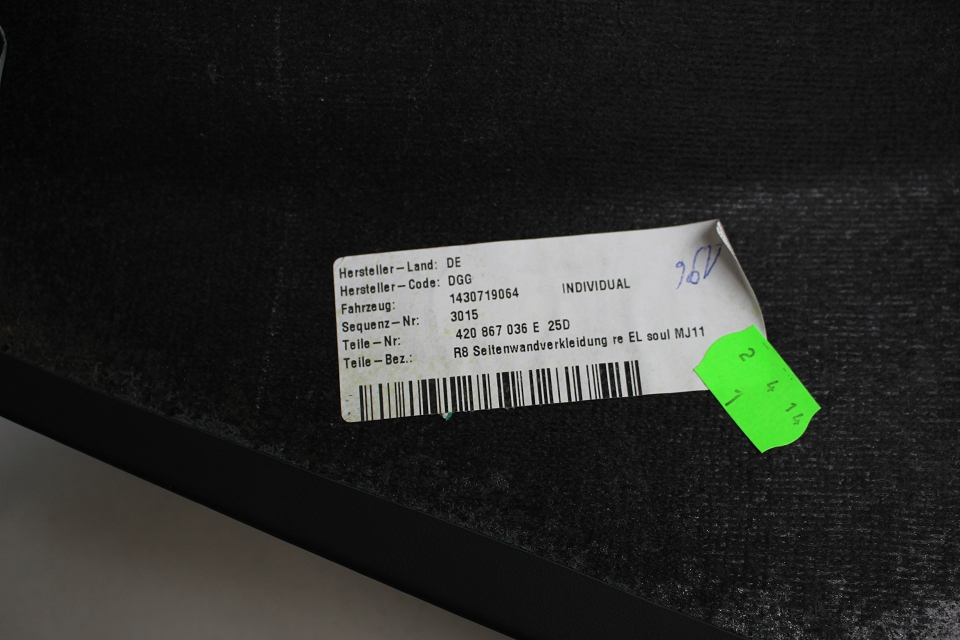 Hersteller-Land: DE
Hersteller-Code: DGG
Fahrzeug: 1430719064 INDIVIDUAL
Sequenz-Nr: 3015
Teile-Nr: 420 867 036 E 25D
Teile-Bez.: R8 Seitenwandverkleidung re EL soul MJ11
2
4
1 14